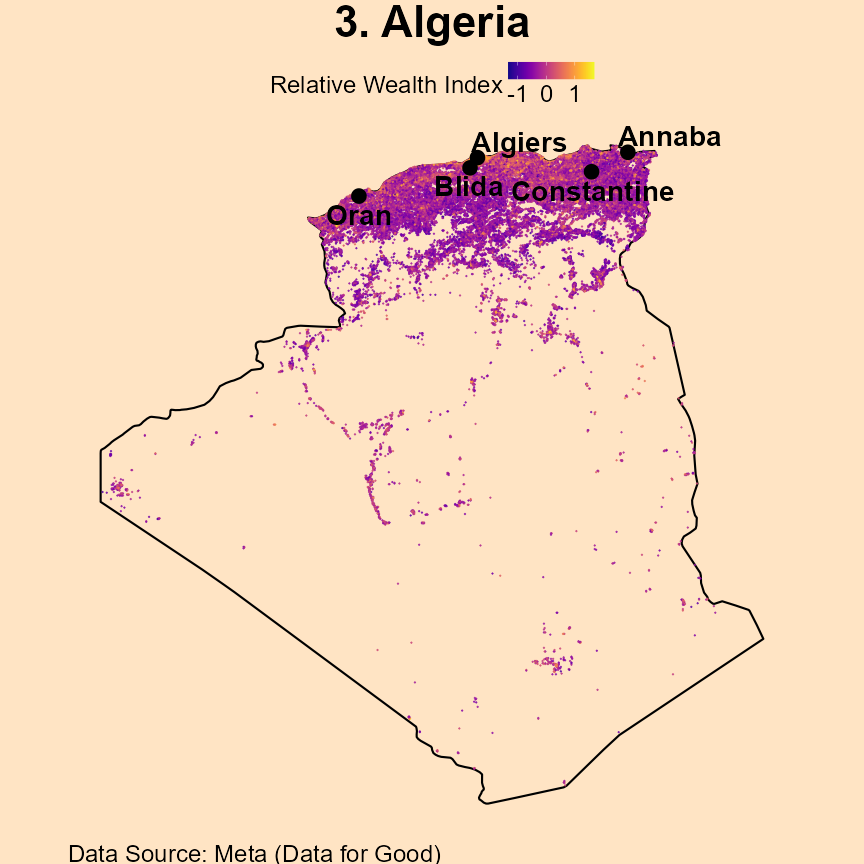 3. Algeria
Relative Wealth Index
-1 0 1
Annaba
Algiers
Blida
Constantine
Oran
Data Source: Meta (Data for Good)